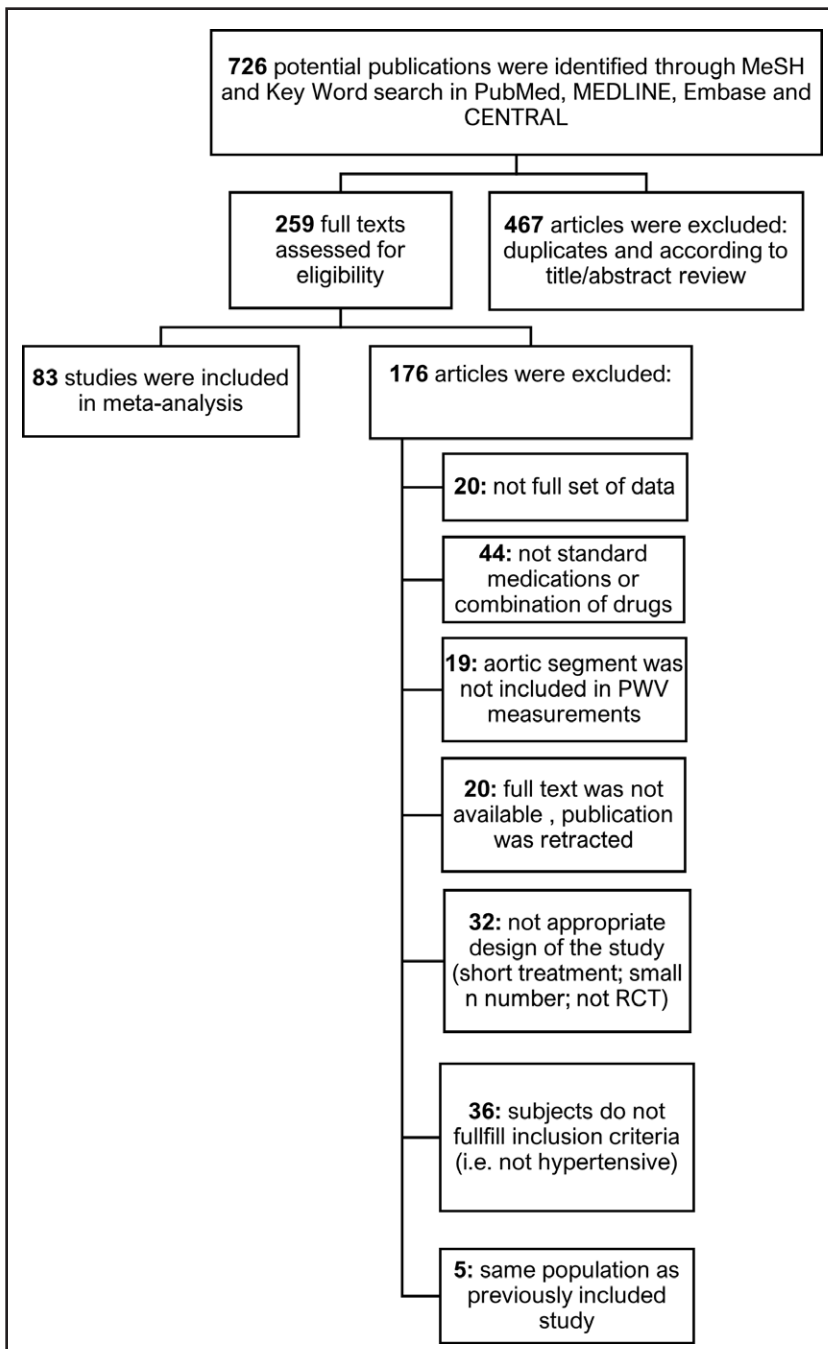 726 potential publications were identified through MeSH
and Key Word search in PubMed, MEDLINE, Embase and
CENTRAL
259 full texts
assessed for
eligibility
467 articles were excluded:
duplicates and according to
title/abstract review
83 studies were included
in meta-analysis
176 articles were excluded:
20: not full set of data
44: not standard
medications or
combination of drugs
19: aortic segment was
not included in PWV
measurements
20: full text was not
available , publication
was retracted
32: not appropriate
design of the study
(short treatment; small
n number; not RCT)
36: subjects do not
fullfill inclusion criteria
(i.e. not hypertensive)
5: same population as
previously included
study